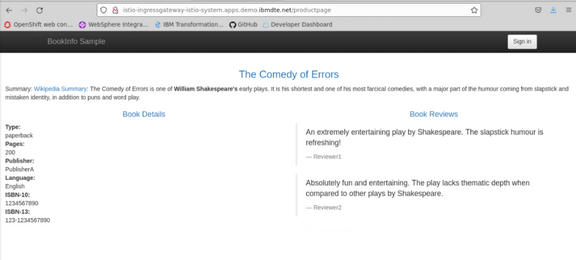 istio-ingressgateway-istio-system.apps.demo.ibmdte.net/productpage
OpenShift web con... WebSphere Integra... IBM Transformation... GitHub Developer Dashboard
BookInfo Sample
Sign in
The Comedy of Errors
Summary: Wikipedia Summary: The Comedy of Errors is one of William Shakespeare's early plays. It is his shortest and one of his most farcical comedies, with a major part of the humour coming from slapstick and
mistaken identity, in addition to puns and word play.
Book Details
Type:
paperback
Pages:
200
Publisher:
PublisherA
Language:
English
ISBN-10:
1234567890
ISBN-13:
123-1234567890
Book Reviews
An extremely entertaining play by Shakespeare. The slapstick humour is
refreshing!
— Reviewer1
Absolutely fun and entertaining. The play lacks thematic depth when
compared to other plays by Shakespeare.
— Reviewer2